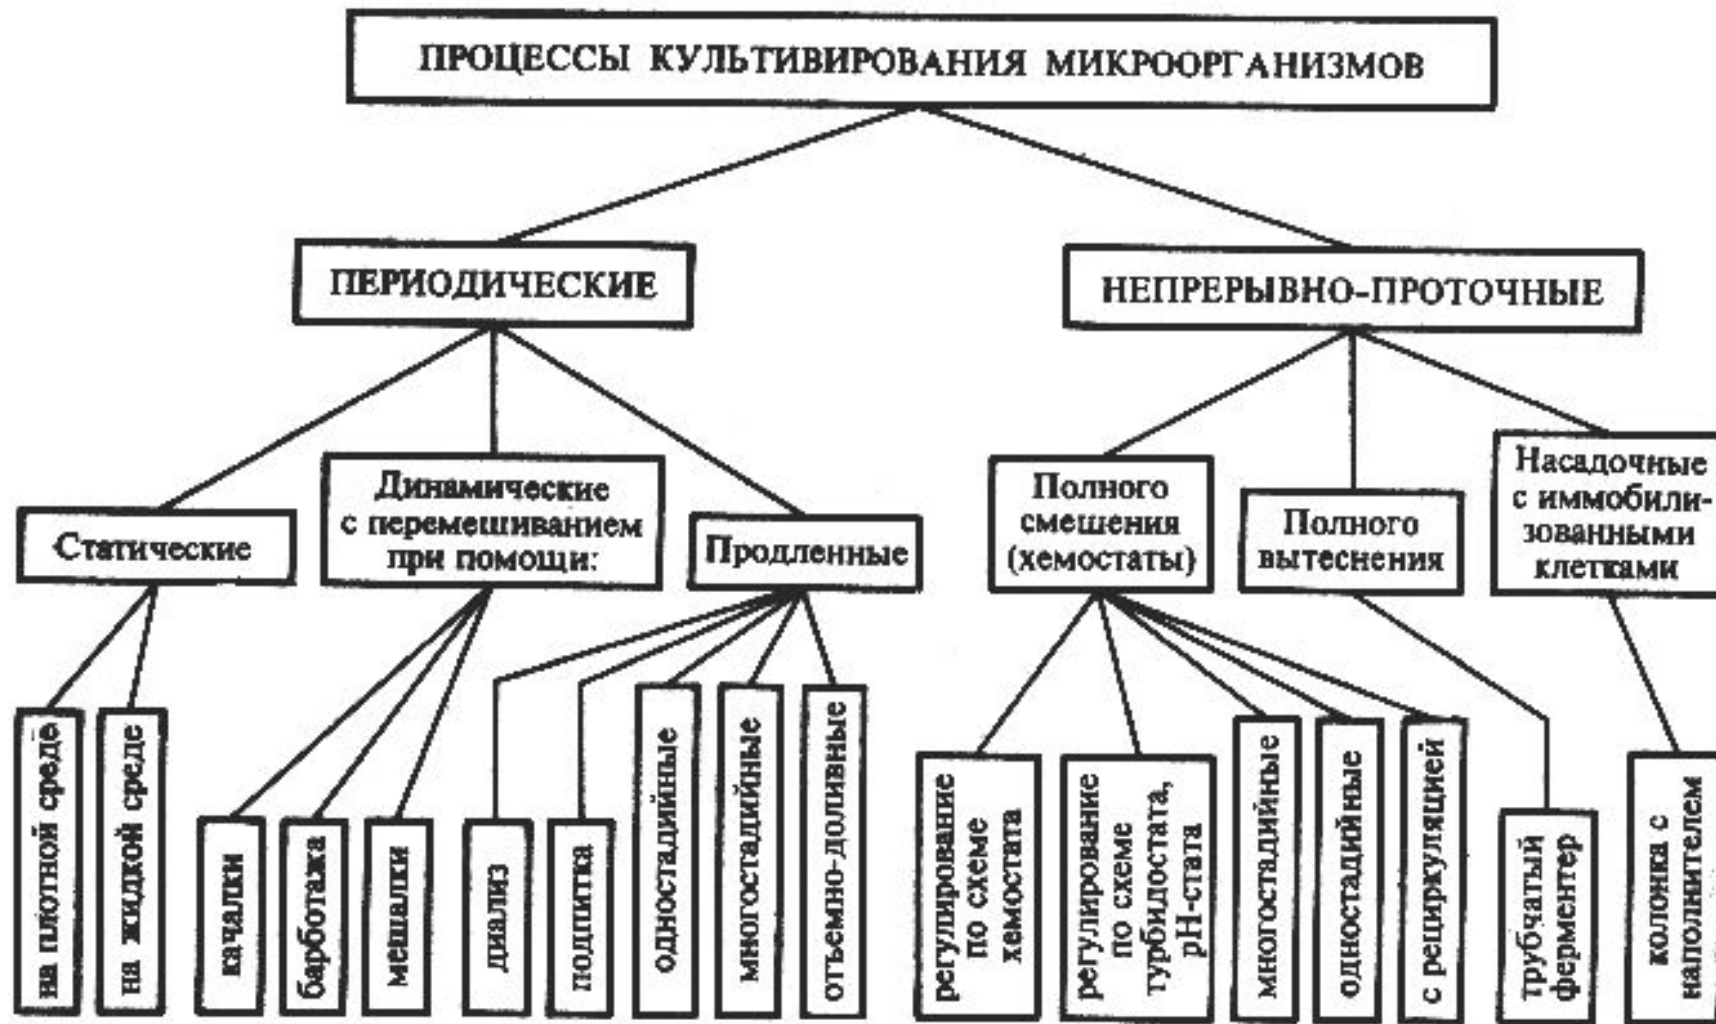 ПРОЦЕССЫ КУЛЬТИВИРОВАНИЯ МИКРООРГАНИЗМОВ
ПЕРИОДИЧЕСКИЕ
НЕПРЕРЫВНО-ПРОТОЧНЫЕ
Статические
Динамические
с перемешиванием
при помощи:
Продленные
Полного
смешения
(хемостаты)
Полного
вытеснения
Насадочные
с иммобили-
зованными
клетками
на плотной среде
на жидкой среде
качалки
барботажа
мешалки
диализ
подпитка
одностадийные
многостадийные
отъемно-доливные
регулирование
по схеме
хемостата
регулирование
по схеме
турбидостата,
pH-стата
многостадийные
одностадийные
с рециркуляцией
трубчатый
ферментер
колонка с
наполнителем